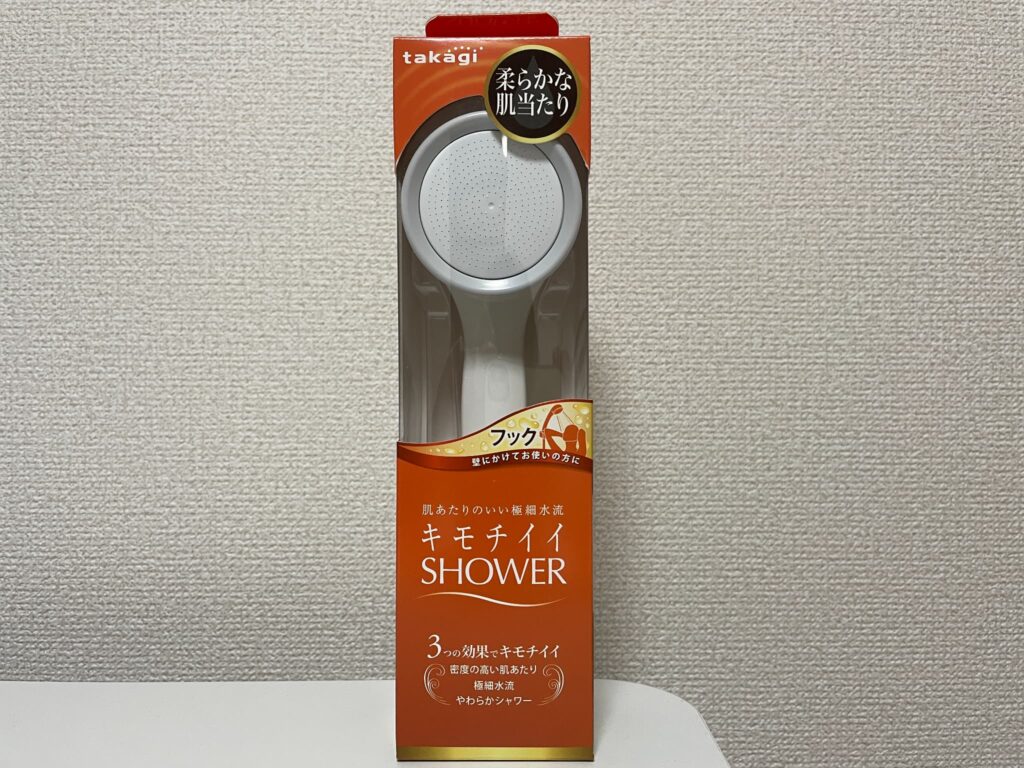 takagi
柔らかな
肌当たり
フック
壁にかけてお使いの方に
肌あたりのいい極細水流
キモチイイ
SHOWER
3つの効果でキモチイイ
密度の高い肌あたり
極細水流
やわらかシャワー